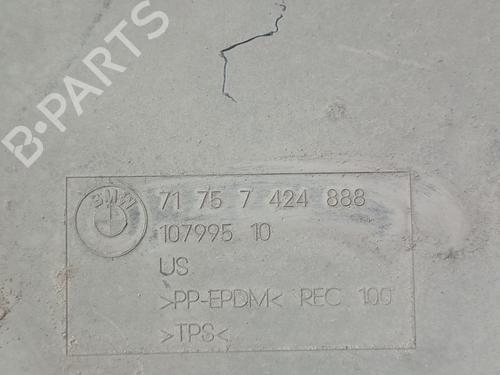 B-PARTS
BMW
71 75 7 424 888
107995 10
US
>PP-EPDM< REC 100
>TPS<